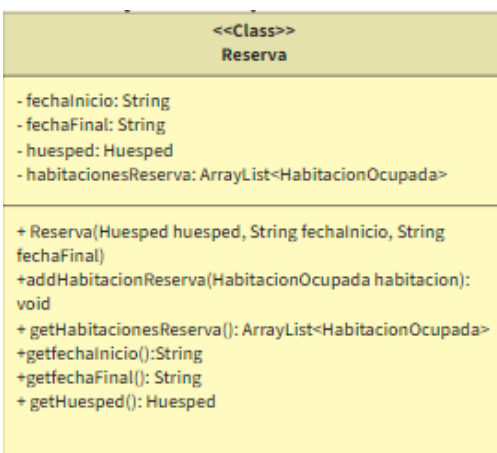 <<Class>>
Reserva
- fechaInicio: String
- fechaFinal: String
- huesped: Huesped
- habitacionesReserva: ArrayList<HabitacionOcupada>
+ Reserva(Huesped huesped, String fechaInicio, String
fechaFinal)
+addHabitacionReserva(HabitacionOcupada habitacion):
void
+ getHabitacionesReserva(): ArrayList<HabitacionOcupada>
+getfechaInicio():String
+getfechaFinal(): String
+ getHuesped(): Huesped